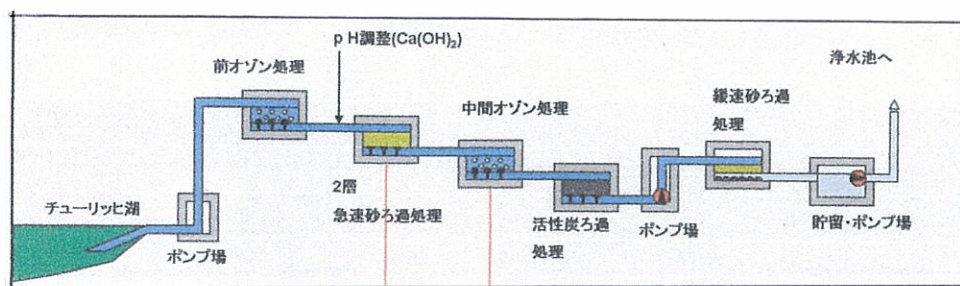 ｐH調整(Ca(OH)₂)
前オゾン処理
浄水池へ
中間オゾン処理
緩速砂ろ過
処理
2層
急速砂ろ過処理
チューリッヒ湖
ポンプ場
活性炭ろ過
処理
ポンプ場
貯留・ポンプ場